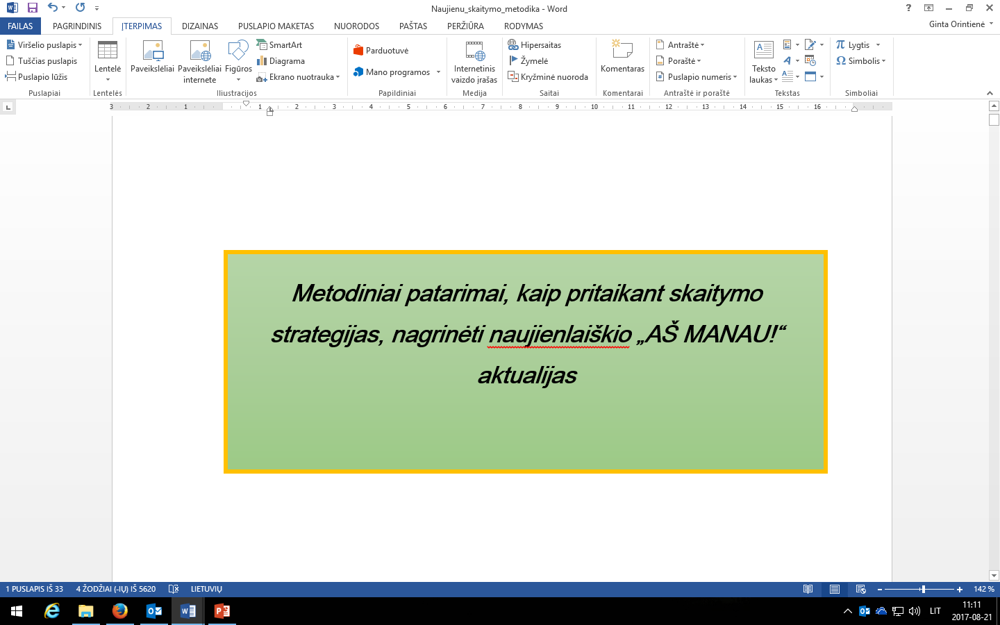 Naujienu_skaitymo_metodika - Word
FAILAS PAGRINDINIS ĮTERPIMAS DIZAINAS PUSLAPIO MAKETAS NUORODOS PAŠTAS PERŽIŪRA RODYMAS Ginta Orintienė
Viršelio puslapis
Tuščias puslapis
Puslapio lūžis
Puslapiai
Lentelė
Lentelės
Paveikslėliai
Paveikslėliai internete
Figūros
SmartArt
Diagrama
Ekrano nuotrauka
Iliustracijos
Parduotuvė
Mano programos
Papildiniai
Internetinis vaizdo įrašas
Medija
Hipersaitas
Žymelė
Kryžminė nuoroda
Saitai
Komentaras
Komentarai
Antraštė
Poraštė
Puslapio numeris
Antraštė ir poraštė
Teksto laukas
Tekstas
Lygtis
Simbolis
Simboliai
3 2 1 1 2 3 4 5 6 7 8 9 10 11 12 13 14 15 16
Metodiniai patarimai, kaip pritaikant skaitymo
strategijas, nagrinėti naujienlaiškio „AŠ MANAU!“
aktualijas
1 PUSLAPIS IŠ 33 4 ŽODŽIAI (-IŲ) IŠ 5620 LIETUVIŲ 142 %
LIT
11:11
2017-08-21